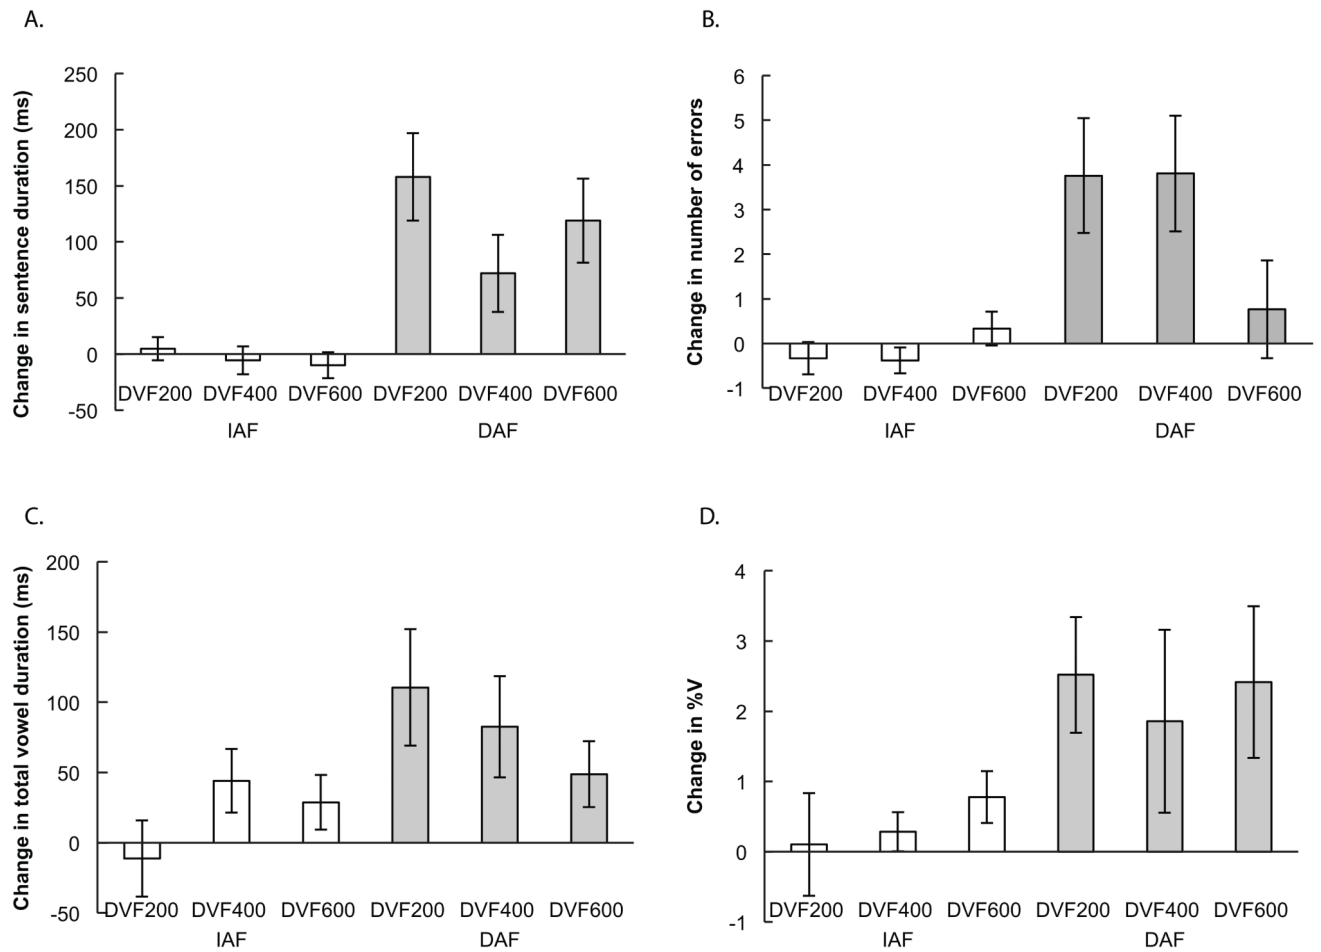 A.
Change in sentence duration (ms)
250
200
150
100
50
0
-50
DVF200 DVF400 DVF600 DVF200 DVF400 DVF600
IAF DAF
B.
Change in number of errors
6
5
4
3
2
1
0
-1
DVF200 DVF400 DVF600 DVF200 DVF400 DVF600
IAF DAF
C.
Change in total vowel duration (ms)
200
150
100
50
0
-50
DVF200 DVF400 DVF600 DVF200 DVF400 DVF600
IAF DAF
D.
Change in %V
4
3
2
1
0
-1
DVF200 DVF400 DVF600 DVF200 DVF400 DVF600
IAF DAF